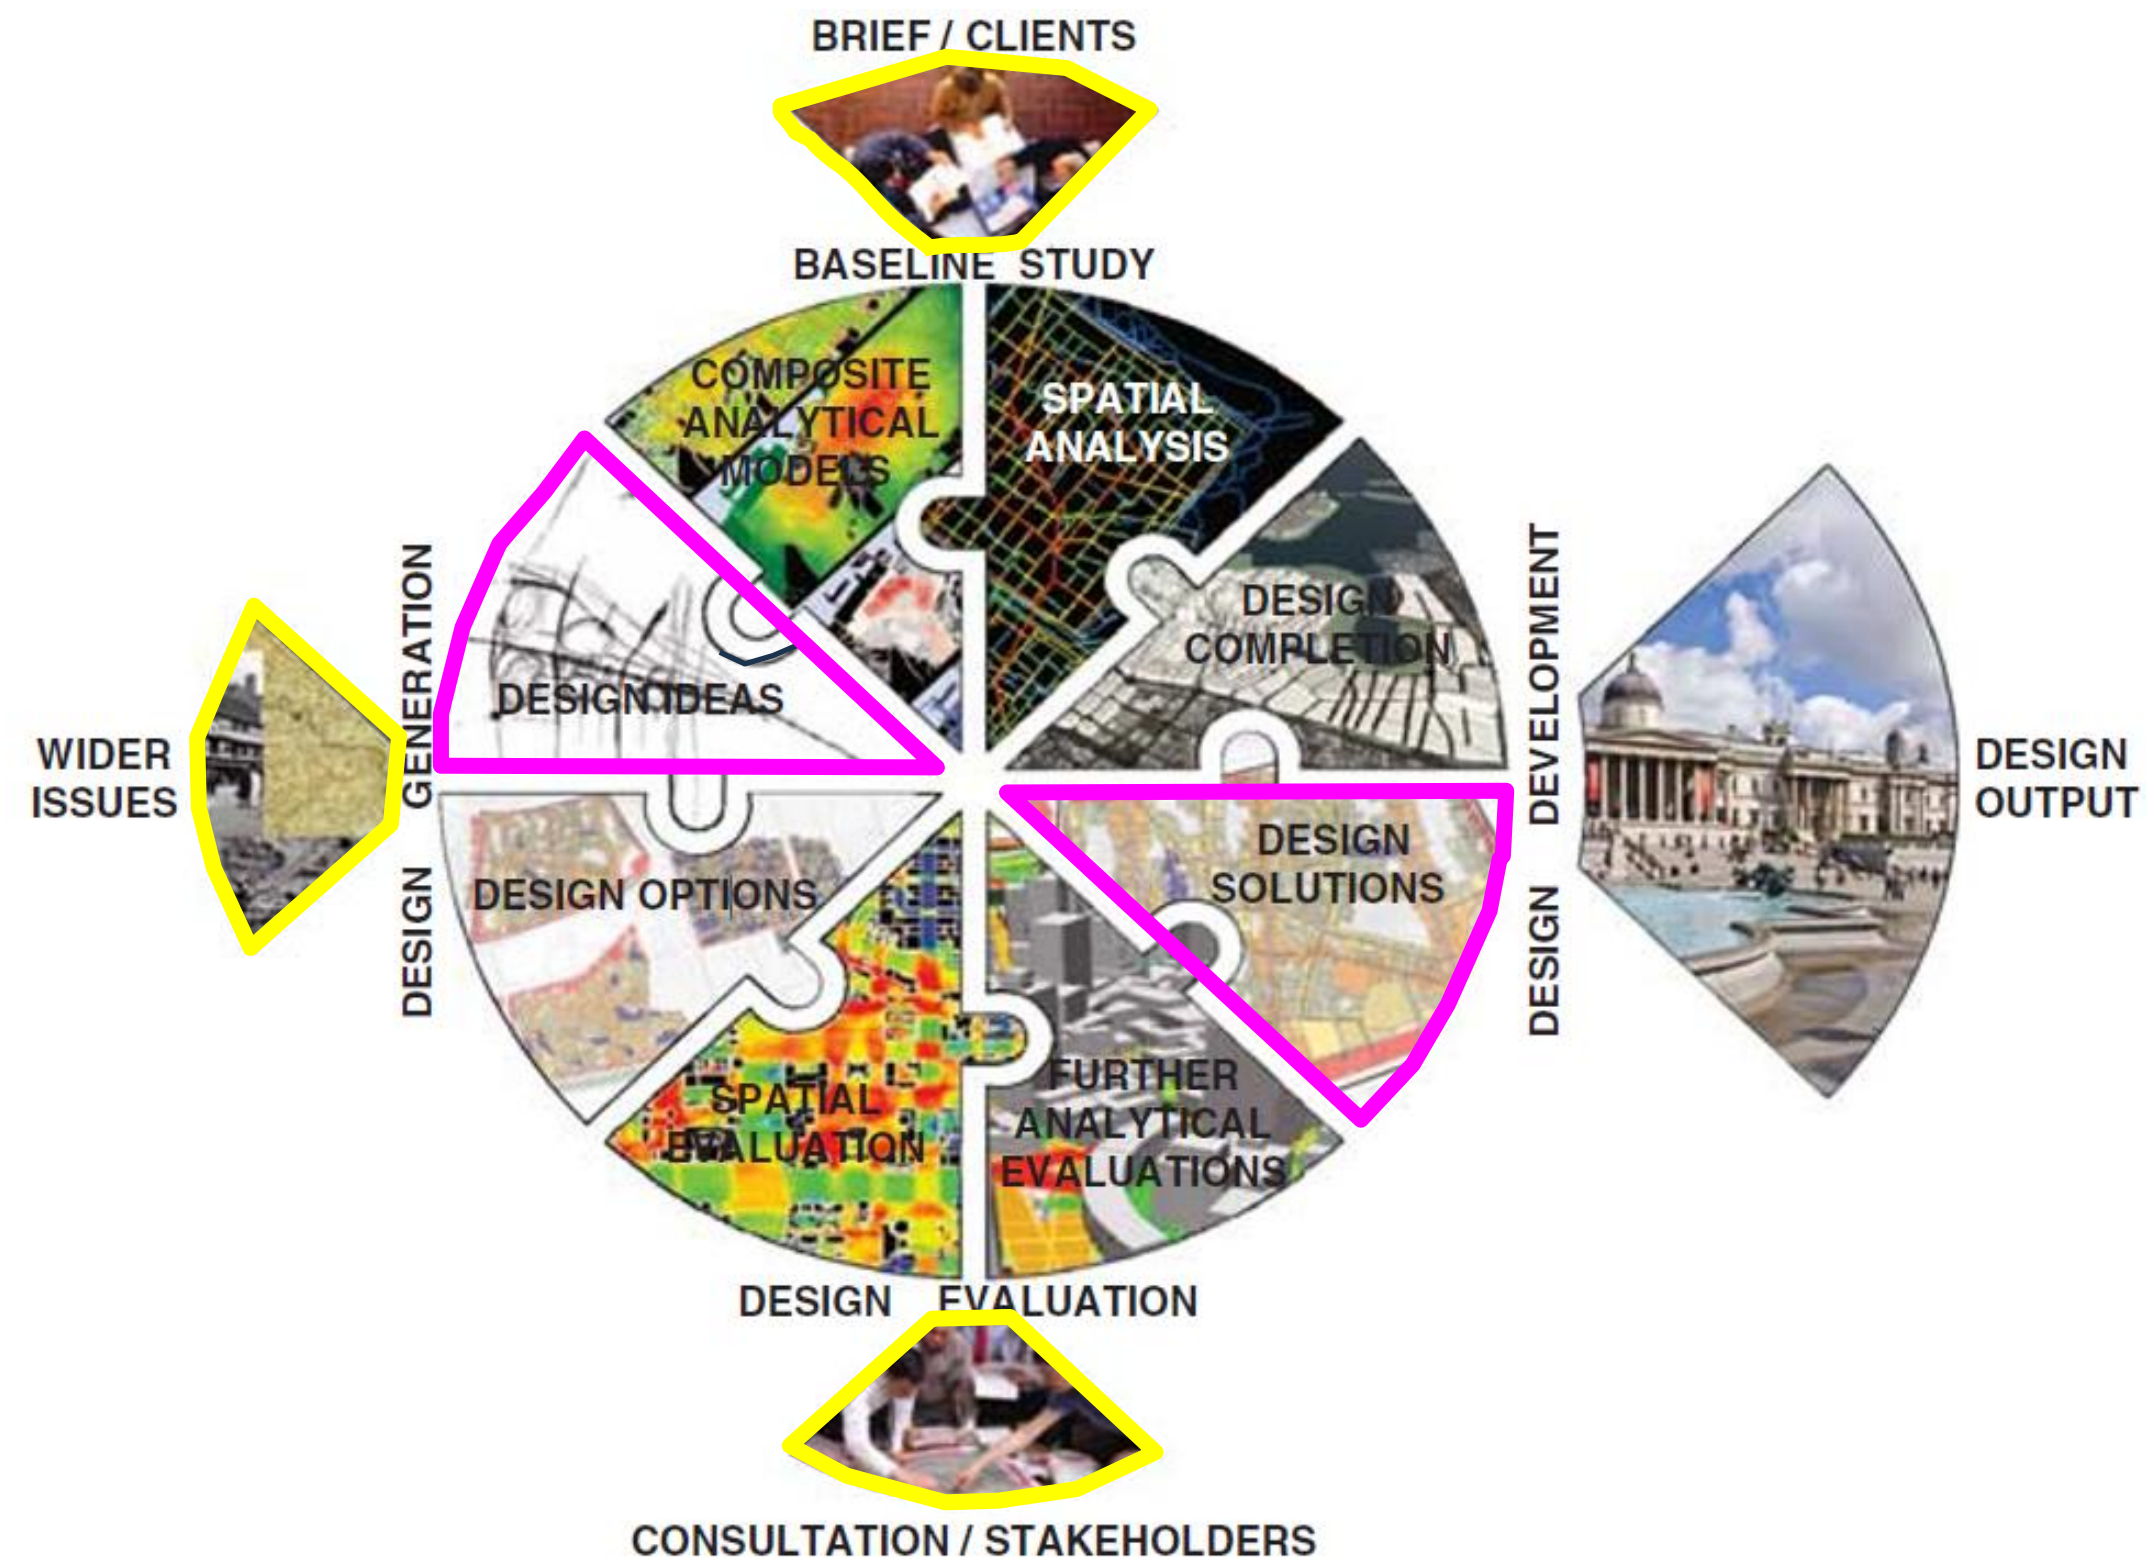 BRIEF / CLIENTS
BASELINE STUDY
COMPOSITE
ANALYTICAL
MODELS
SPATIAL
ANALYSIS
DESIGN
COMPLETION
DESIGN IDEAS
DESIGN GENERATION
WIDER
ISSUES
DESIGN DEVELOPMENT
DESIGN
OUTPUT
DESIGN
SOLUTIONS
DESIGN OPTIONS
SPATIAL
EVALUATION
FURTHER
ANALYTICAL
EVALUATIONS
DESIGN EVALUATION
CONSULTATION / STAKEHOLDERS